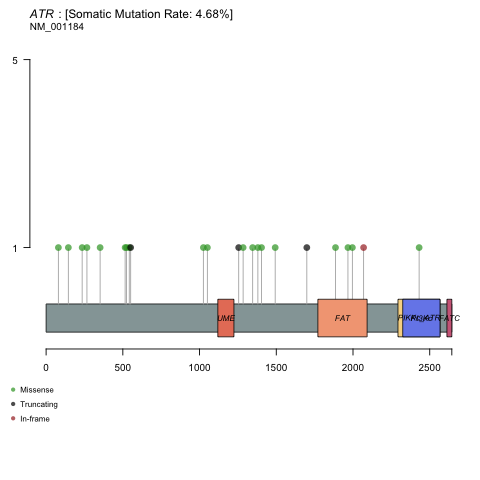 ATR : [Somatic Mutation Rate: 4.68%]
NM_001184
5
1
UME
FAT
FATC
0
500
1000
1500
2000
2500
Missense
Truncating
In-frame